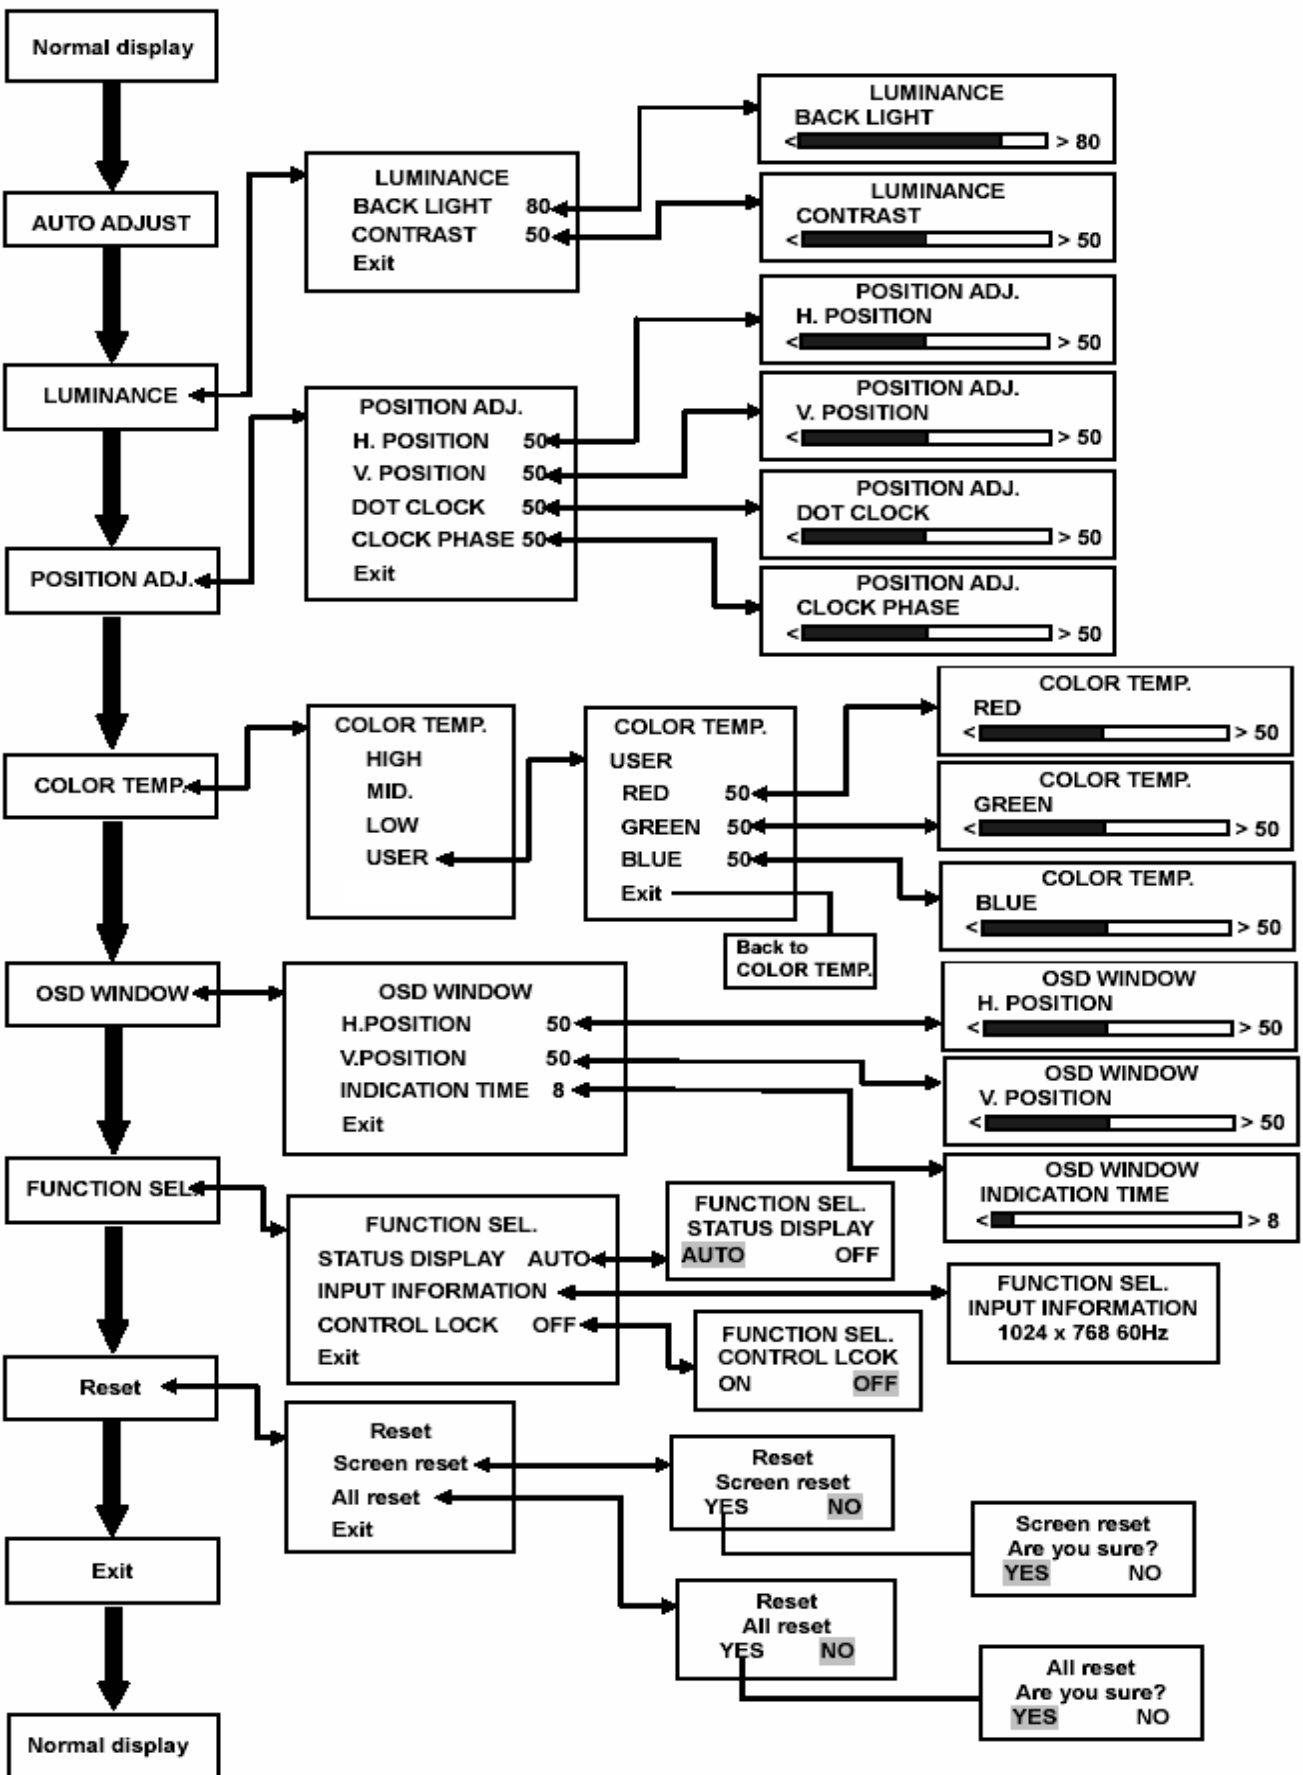 Normal display
AUTO ADJUST
LUMINANCE
POSITION ADJ.
COLOR TEMP.
OSD WINDOW
FUNCTION SEL.
Reset
Exit
Normal display
LUMINANCE
BACK LIGHT 80
CONTRAST 50
Exit
LUMINANCE
BACK LIGHT
< > 80
LUMINANCE
CONTRAST
< > 50
POSITION ADJ.
H. POSITION 50
V. POSITION 50
DOT CLOCK 50
CLOCK PHASE 50
Exit
POSITION ADJ.
H. POSITION
< > 50
POSITION ADJ.
V. POSITION
< > 50
POSITION ADJ.
DOT CLOCK
< > 50
POSITION ADJ.
CLOCK PHASE
< > 50
COLOR TEMP.
HIGH
MID.
LOW
USER
COLOR TEMP.
USER
RED 50
GREEN 50
BLUE 50
Exit
Back to
COLOR TEMP.
COLOR TEMP.
RED
< > 50
COLOR TEMP.
GREEN
< > 50
COLOR TEMP.
BLUE
< > 50
OSD WINDOW
H.POSITION 50
V.POSITION 50
INDICATION TIME 8
Exit
OSD WINDOW
H. POSITION
< > 50
OSD WINDOW
V. POSITION
< > 50
OSD WINDOW
INDICATION TIME
< > 8
FUNCTION SEL.
STATUS DISPLAY AUTO
INPUT INFORMATION
CONTROL LOCK OFF
Exit
FUNCTION SEL.
STATUS DISPLAY
AUTO OFF
FUNCTION SEL.
INPUT INFORMATION
1024 x 768 60Hz
FUNCTION SEL.
CONTROL LCOK
ON OFF
Reset
Screen reset
All reset
Exit
Reset
Screen reset
YES NO
Screen reset
Are you sure?
YES NO
Reset
All reset
YES NO
All reset
Are you sure?
YES NO